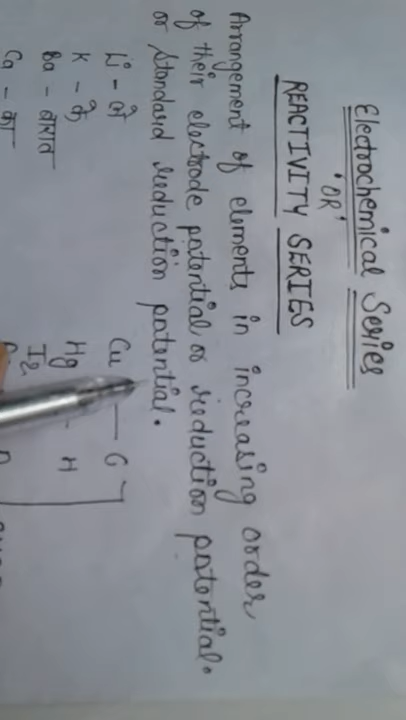 Electrochemical Series
'OR'
REACTIVITY SERIES
Arrangement of elements in increasing order
of their electrode potential or reduction potential.
or standard reduction potential.
Li - ले
K - के
Ba - बारात
Ca - का
Cu — G
Hg - H
I2